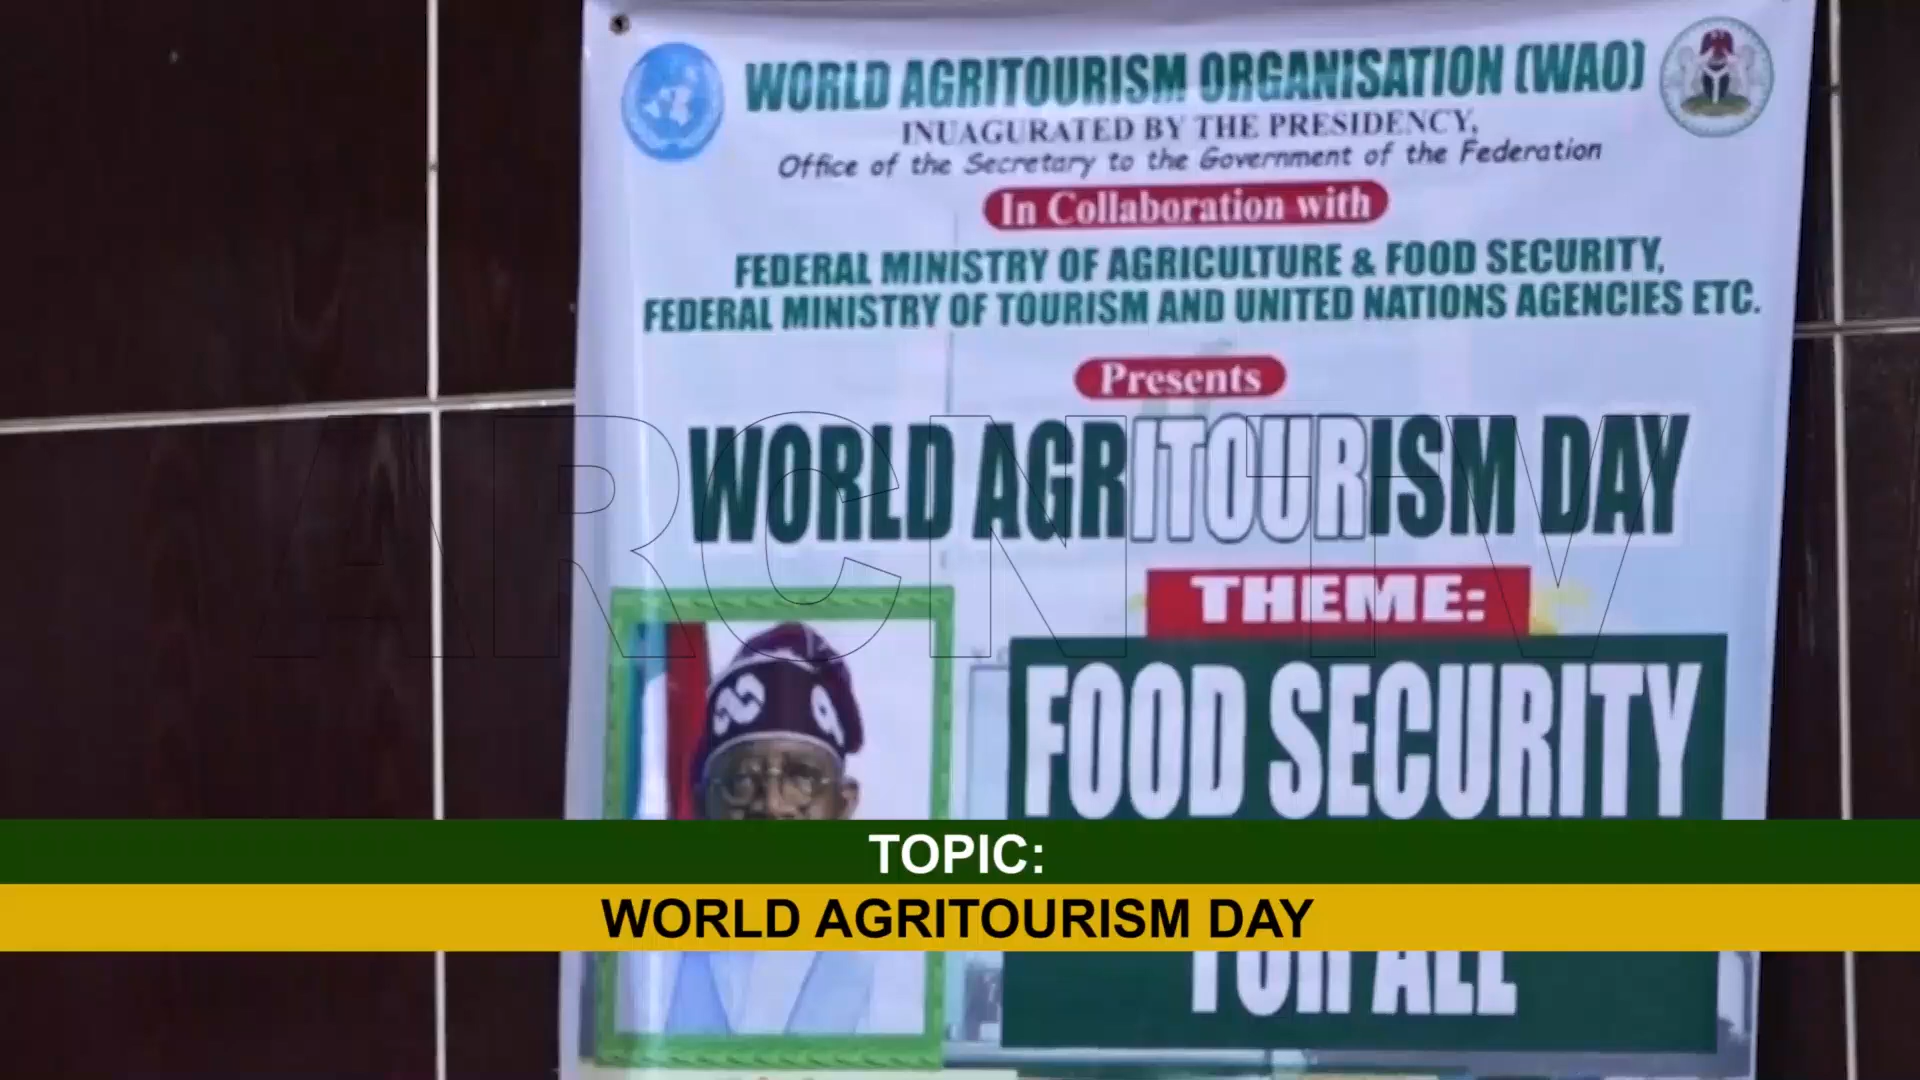 WORLD AGRITOURISM ORGANISATION (WAO)
INUAGURATED BY THE PRESIDENCY,
Office of the Secretary to the Government of the Federation
In Collaboration with
FEDERAL MINISTRY OF AGRICULTURE & FOOD SECURITY,
FEDERAL MINISTRY OF TOURISM AND UNITED NATIONS AGENCIES ETC.
Presents
WORLD AGRITOURISM DAY
ARCN TV
THEME:
FOOD SECURITY
TOPIC:
WORLD AGRITOURISM DAY
FOR ALL